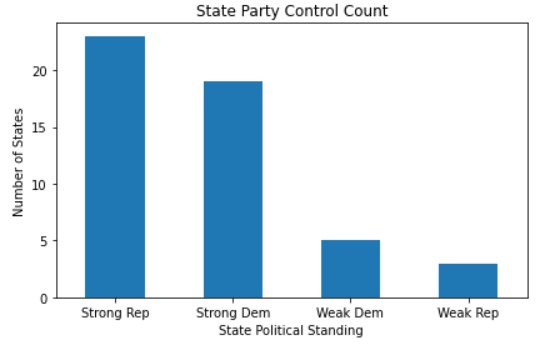 State Party Control Count
Number of States
20
15
10
5
0
Strong Rep
Strong Dem
Weak Dem
Weak Rep
State Political Standing